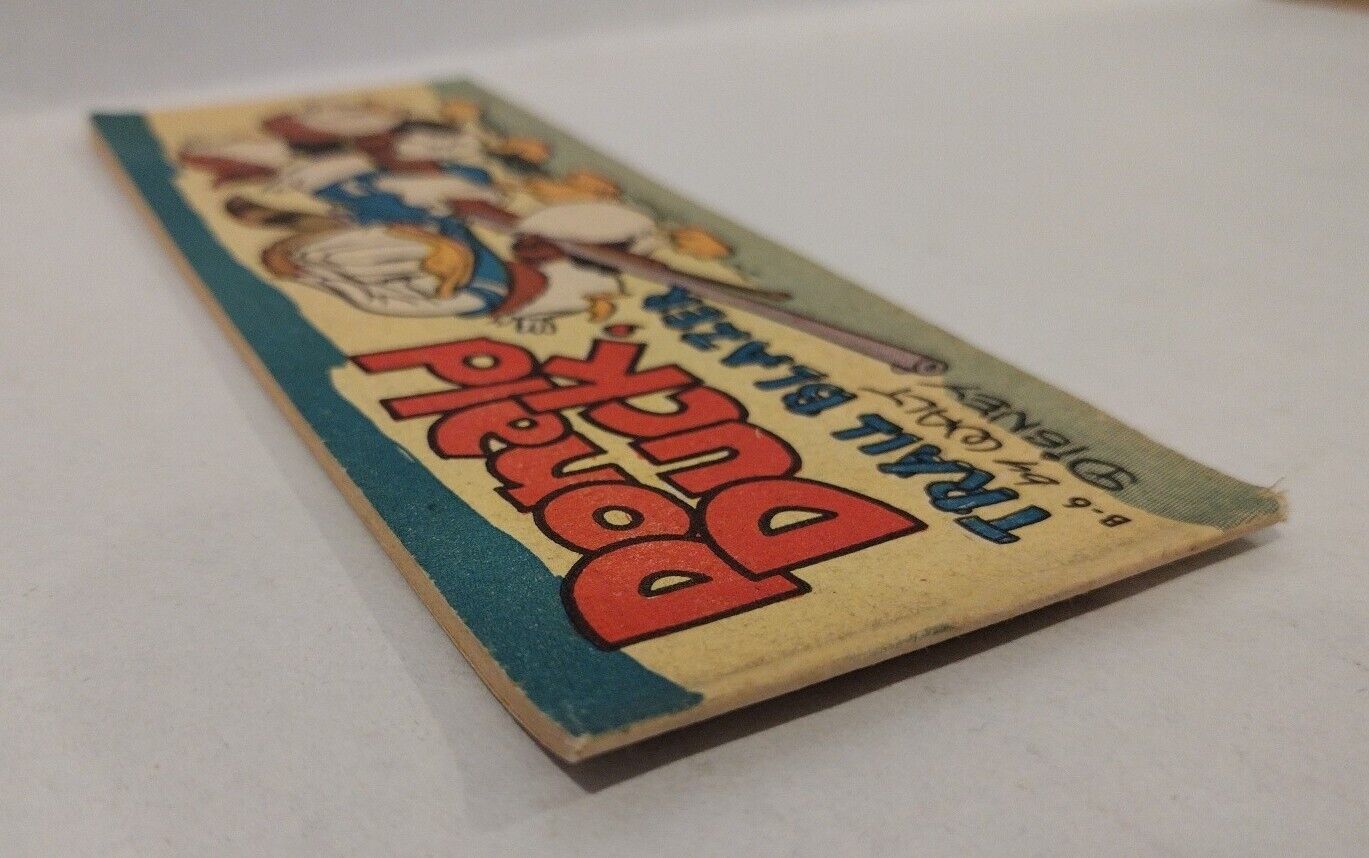 Donald
Duck,
TRAIL BLAZER
by WALT
DISNEY
B-6